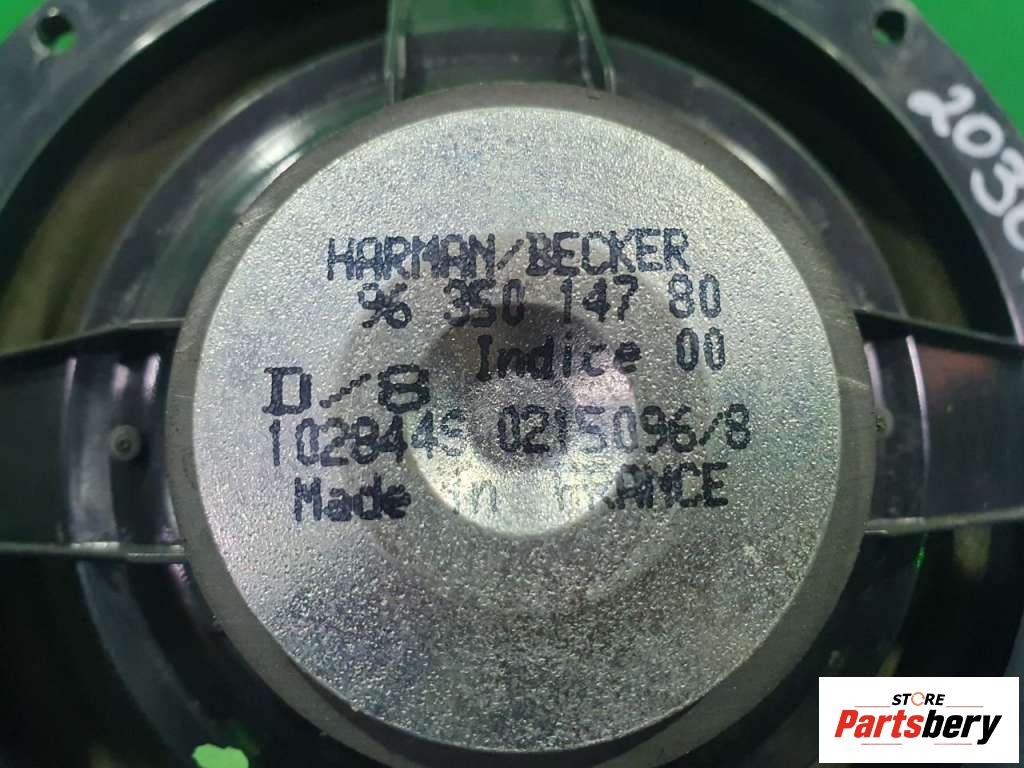 HARMAN/BECKER
96 350 147 80
Indice 00
D/8
1028449 0215096/8
Made in FRANCE
STORE
Partsbery